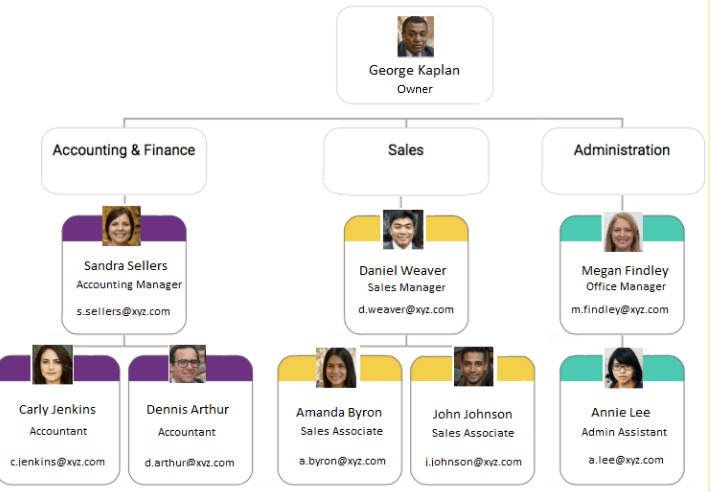 George Kaplan
Owner
Accounting & Finance
Sales
Administration
Sandra Sellers
Accounting Manager
s.sellers@xyz.com
Daniel Weaver
Sales Manager
d.weaver@xyz.com
Megan Findley
Office Manager
m.findley@xyz.com
Carly Jenkins
Accountant
c.jenkins@xyz.com
Dennis Arthur
Accountant
d.arthur@xyz.com
Amanda Byron
Sales Associate
a.byron@xyz.com
John Johnson
Sales Associate
j.johnson@xyz.com
Annie Lee
Admin Assistant
a.lee@xyz.com